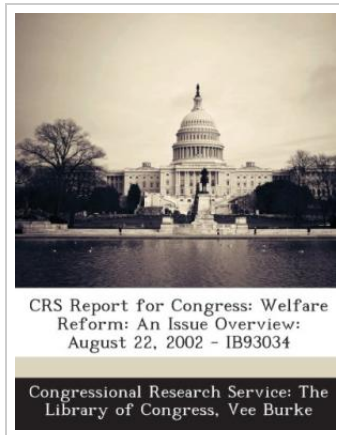 CRS Report for Congress: Welfare
Reform: An Issue Overview:
August 22, 2002 - IB93034
Congressional Research Service: The
Library of Congress, Vee Burke